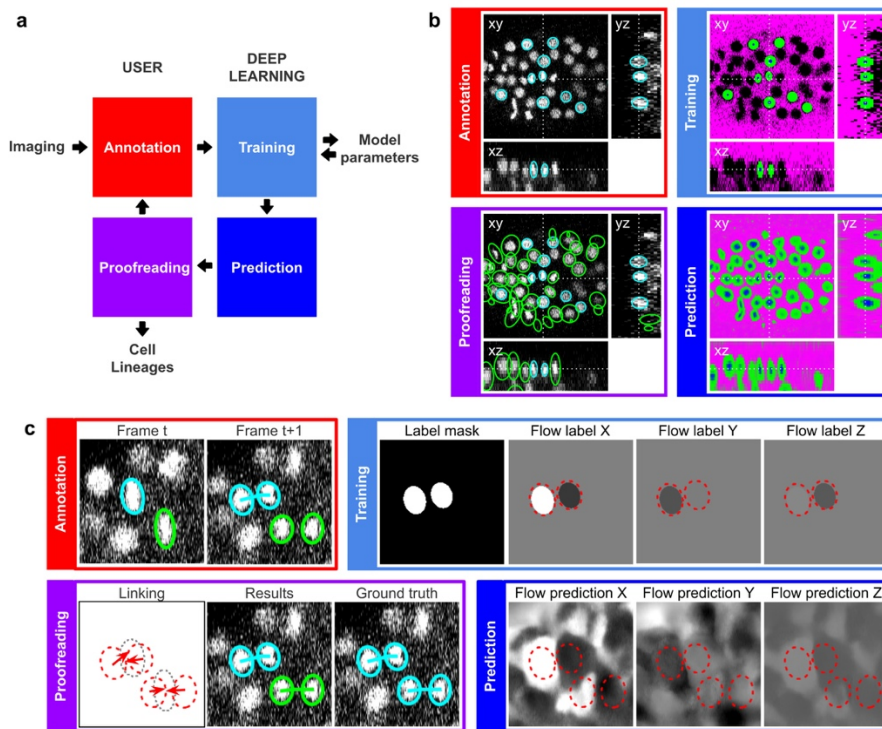 a
USER
DEEP
LEARNING
Imaging
Annotation
Training
Model
parameters
Proofreading
Prediction
Cell
Lineages
b
Annotation
xy
yz
xz
Training
xy
yz
xz
Proofreading
xy
yz
xz
Prediction
xy
yz
xz
c
Annotation
Frame t
Frame t+1
Training
Label mask
Flow label X
Flow label Y
Flow label Z
Proofreading
Linking
Results
Ground truth
Prediction
Flow prediction X
Flow prediction Y
Flow prediction Z